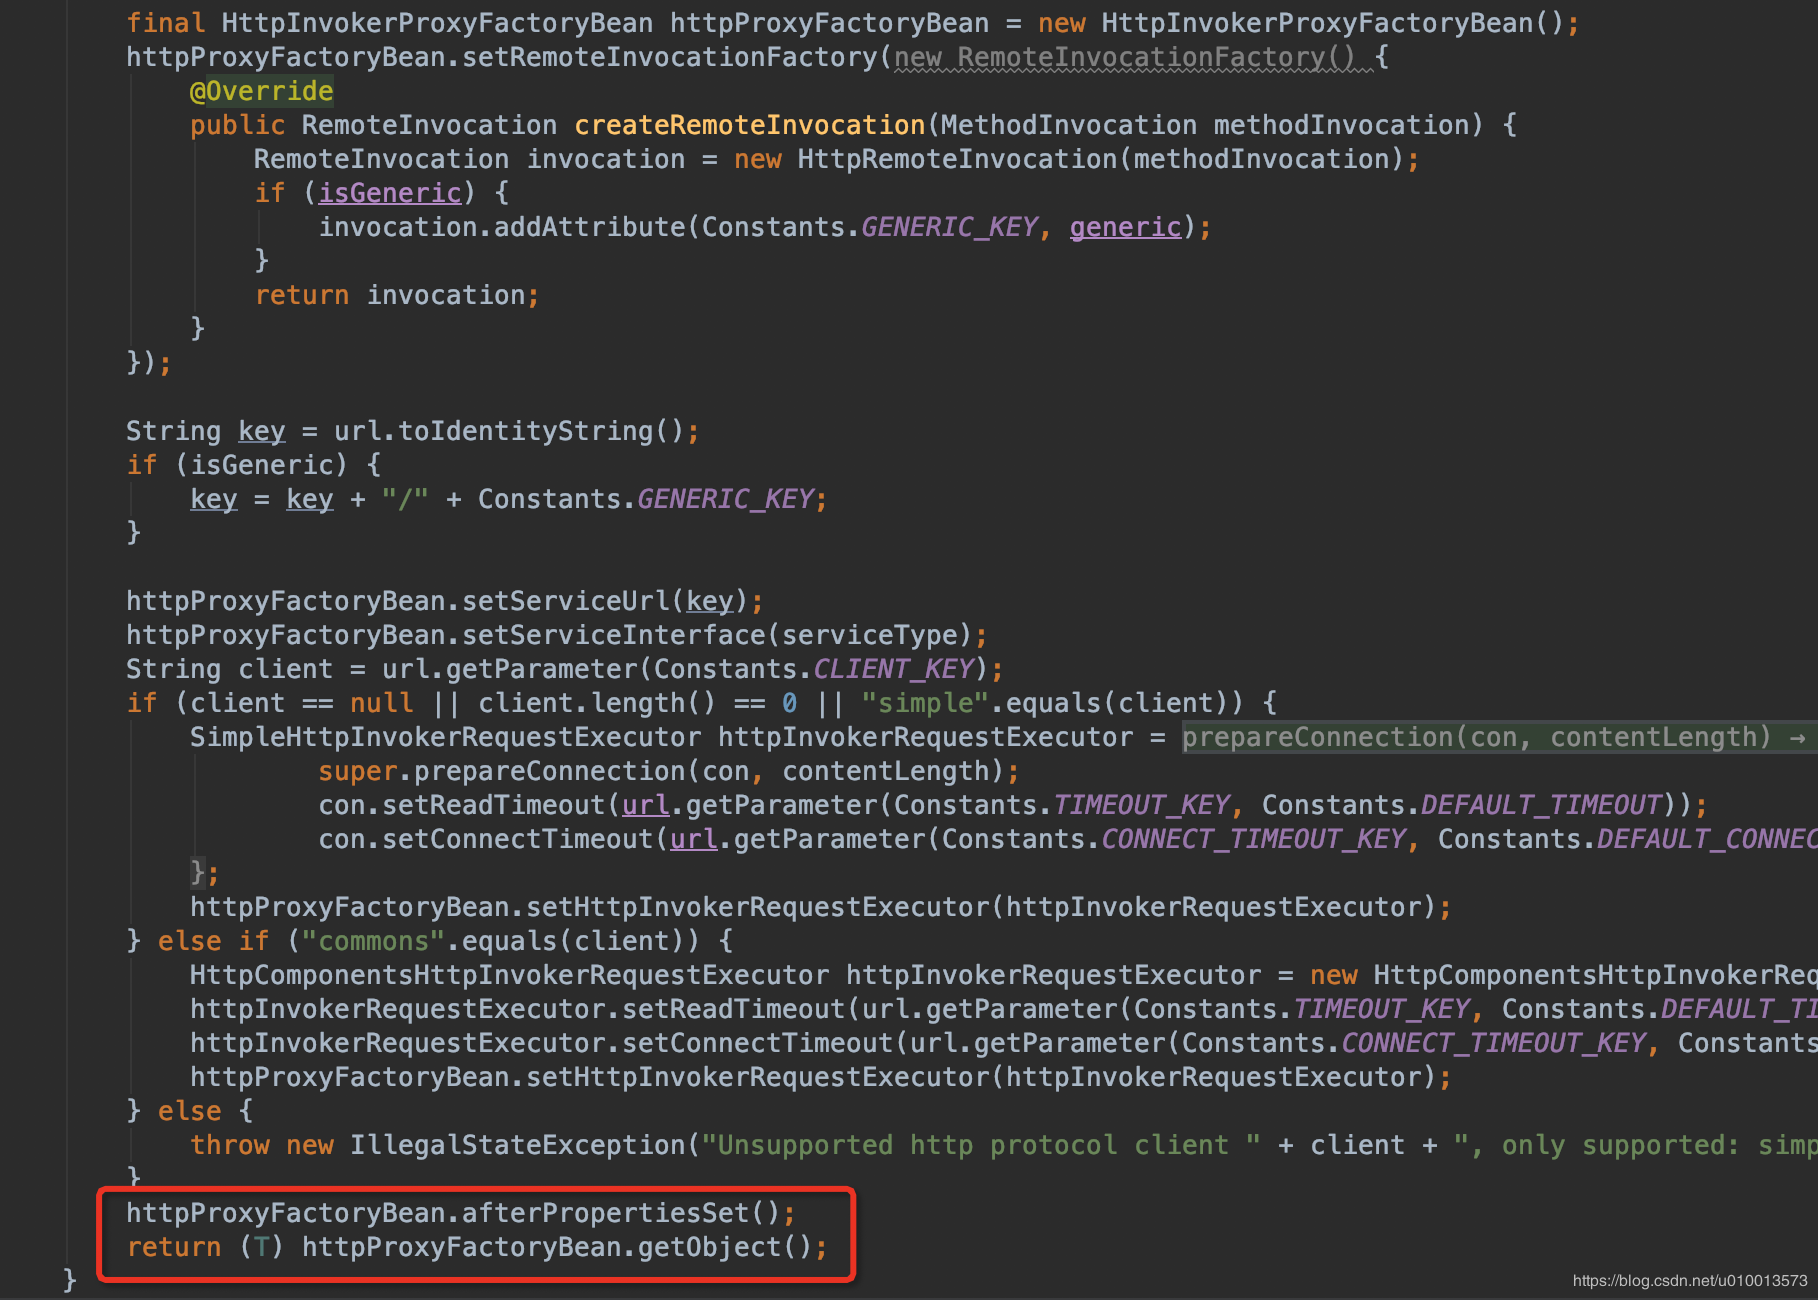 final HttpInvokerProxyFactoryBean httpProxyFactoryBean = new HttpInvokerProxyFactoryBean();
httpProxyFactoryBean.setRemoteInvocationFactory(new RemoteInvocationFactory() {
@Override
public RemoteInvocation createRemoteInvocation(MethodInvocation methodInvocation) {
RemoteInvocation invocation = new HttpRemoteInvocation(methodInvocation);
if (isGeneric) {
invocation.addAttribute(Constants.GENERIC_KEY, generic);
}
return invocation;
}
});
String key = url.toIdentityString();
if (isGeneric) {
key = key + "/" + Constants.GENERIC_KEY;
}
httpProxyFactoryBean.setServiceUrl(key);
httpProxyFactoryBean.setServiceInterface(serviceType);
String client = url.getParameter(Constants.CLIENT_KEY);
if (client == null || client.length() == 0 || "simple".equals(client)) {
SimpleHttpInvokerRequestExecutor httpInvokerRequestExecutor = prepareConnection(con, contentLength) →
super.prepareConnection(con, contentLength);
con.setReadTimeout(url.getParameter(Constants.TIMEOUT_KEY, Constants.DEFAULT_TIMEOUT));
con.setConnectTimeout(url.getParameter(Constants.CONNECT_TIMEOUT_KEY, Constants.DEFAULT_CONNEC
};
httpProxyFactoryBean.setHttpInvokerRequestExecutor(httpInvokerRequestExecutor);
} else if ("commons".equals(client)) {
HttpComponentsHttpInvokerRequestExecutor httpInvokerRequestExecutor = new HttpComponentsHttpInvokerReq
httpInvokerRequestExecutor.setReadTimeout(url.getParameter(Constants.TIMEOUT_KEY, Constants.DEFAULT_TI
httpInvokerRequestExecutor.setConnectTimeout(url.getParameter(Constants.CONNECT_TIMEOUT_KEY, Constants
httpProxyFactoryBean.setHttpInvokerRequestExecutor(httpInvokerRequestExecutor);
} else {
throw new IllegalStateException("Unsupported http protocol client " + client + ", only supported: simp
}
httpProxyFactoryBean.afterPropertiesSet();
return (T) httpProxyFactoryBean.getObject();
}
https://blog.csdn.net/u010013573